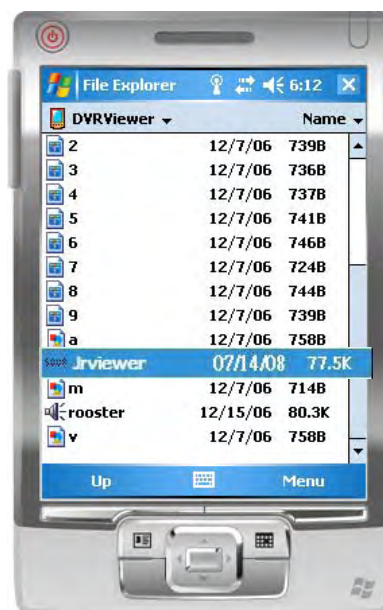 File Explorer 6:12
DVRViewer Name
2 12/7/06 739B
3 12/7/06 736B
4 12/7/06 737B
5 12/7/06 741B
6 12/7/06 746B
7 12/7/06 724B
8 12/7/06 744B
9 12/7/06 739B
a 12/7/06 758B
Jrviewer 07/14/08 77.5K
m 12/7/06 714B
rooster 12/15/06 80.3K
v 12/7/06 758B
Up Menu